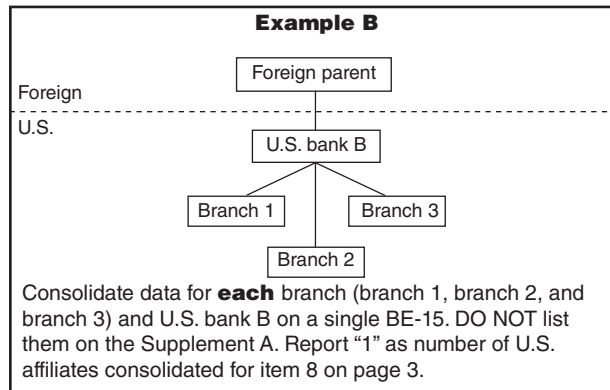 Example B
Foreign parent
Foreign
U.S.
U.S. bank B
Branch 1
Branch 3
Branch 2
Consolidate data for each branch (branch 1, branch 2, and
branch 3) and U.S. bank B on a single BE-15. DO NOT list
them on the Supplement A. Report “1” as number of U.S.
affiliates consolidated for item 8 on page 3.